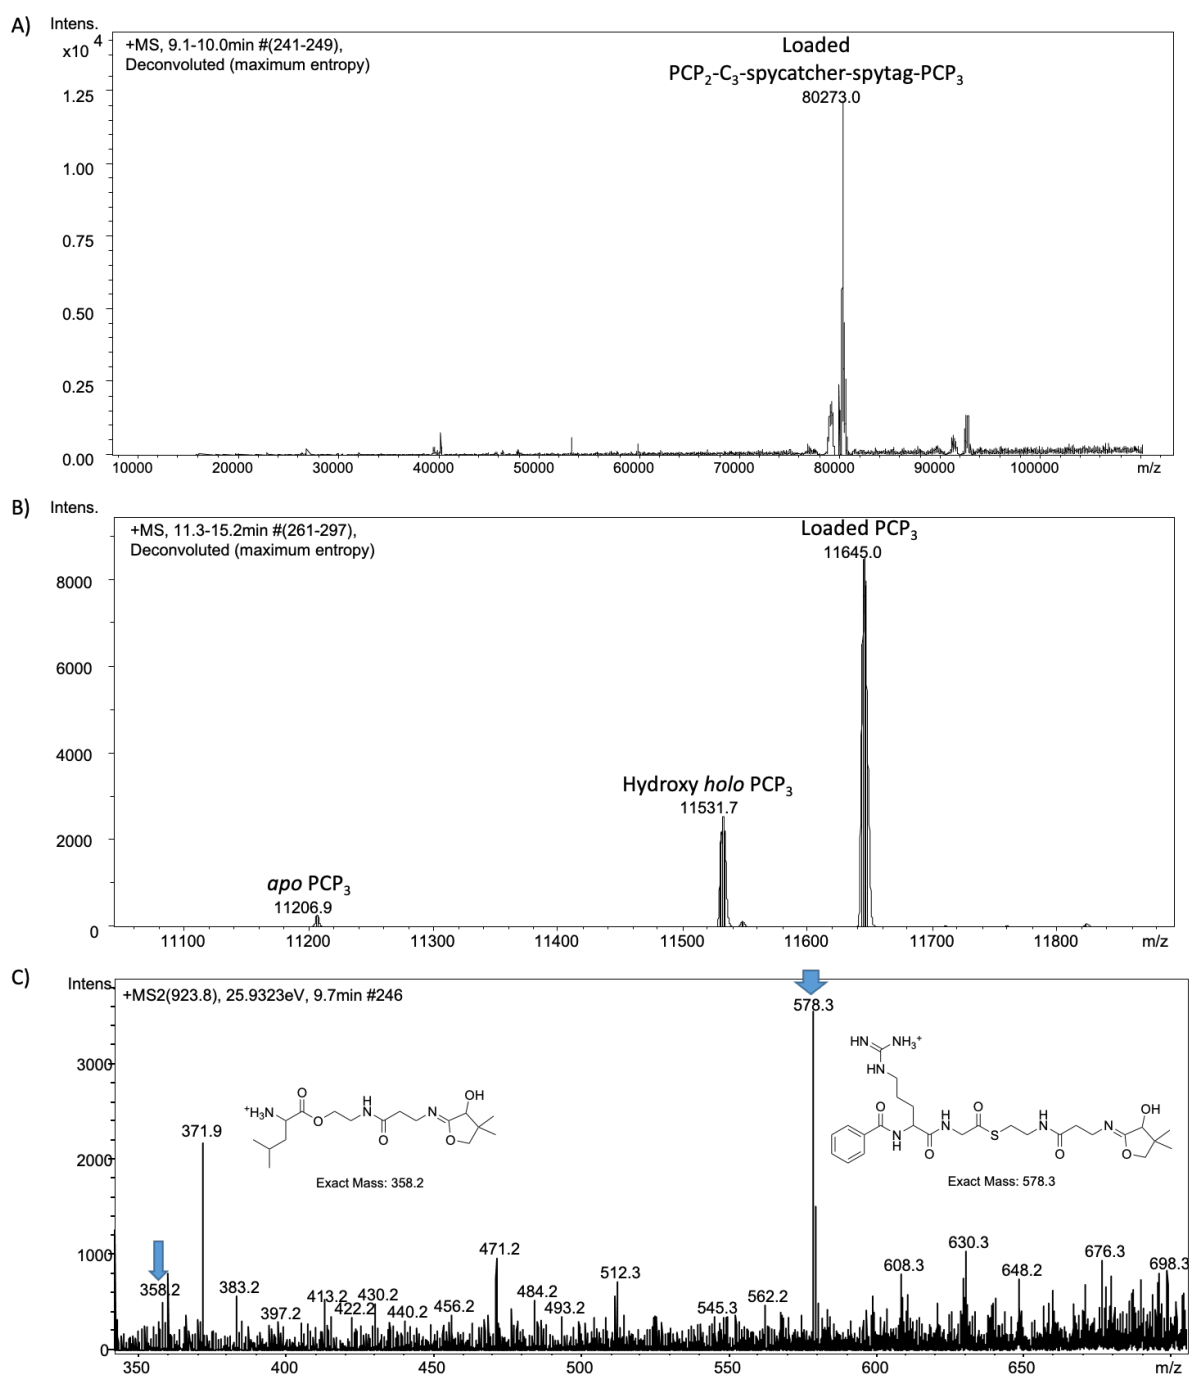 A)
Intens.
x10 4
+MS, 9.1-10.0min #(241-249),
Deconvoluted (maximum entropy)
Loaded
PCP2-C3-spycatcher-spytag-PCP3
80273.0
1.25
1.00
0.75
0.50
0.25
0.00
10000 20000 30000 40000 50000 60000 70000 80000 90000 100000 m/z
B)
Intens.
+MS, 11.3-15.2min #(261-297),
Deconvoluted (maximum entropy)
Loaded PCP3
11645.0
8000
6000
4000
Hydroxy holo PCP3
11531.7
2000
apo PCP3
11206.9
0
11100 11200 11300 11400 11500 11600 11700 11800 m/z
C)
Intens.
+MS2(923.8), 25.9323eV, 9.7min #246
578.3
3000
HN NH3+
HN
OH
+H3N O O H N O N O
O N H H N O O S H N O N O OH
371.9
Exact Mass: 358.2
Exact Mass: 578.3
2000
1000
358.2
383.2
397.2
413.2
422.2
430.2
440.2
456.2
471.2
484.2
493.2
512.3
545.3
562.2
608.3
630.3
648.2
676.3
698.3
0
350 400 450 500 550 600 650 m/z